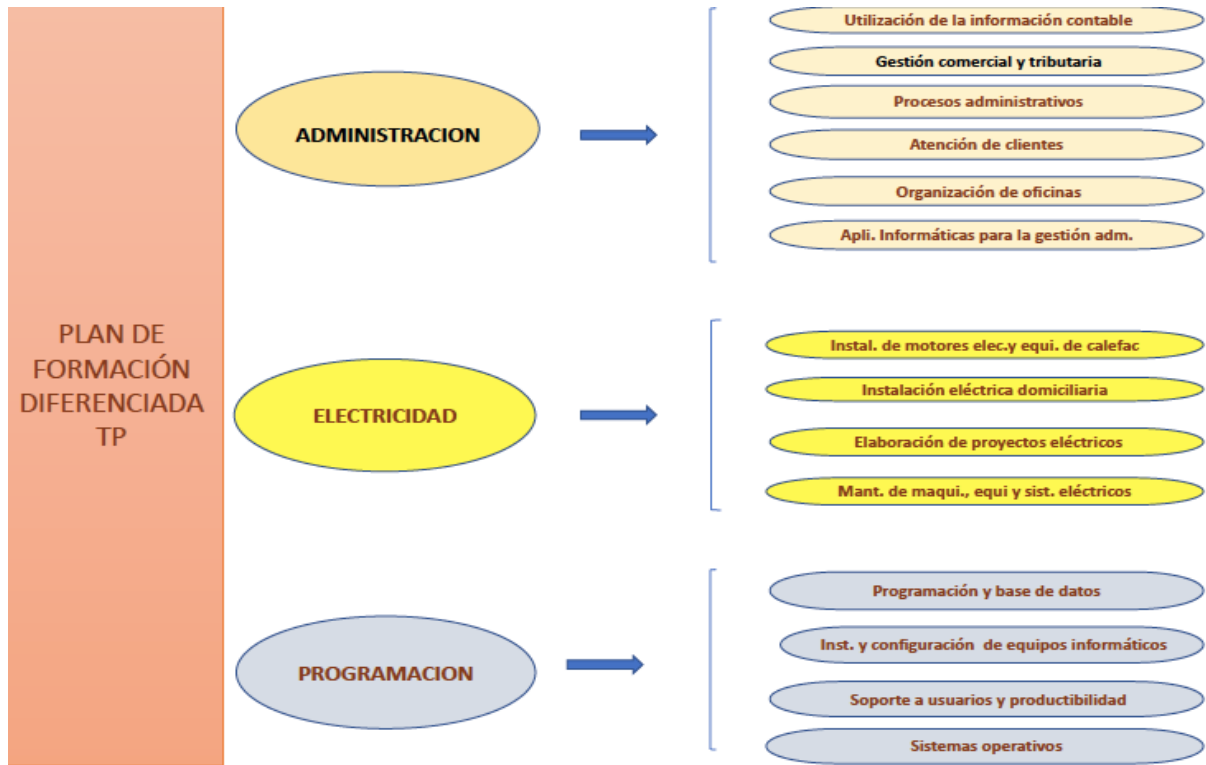 PLAN DE
FORMACIÓN
DIFERENCIADA
TP
ADMINISTRACION
Utilización de la información contable
Gestión comercial y tributaria
Procesos administrativos
Atención de clientes
Organización de oficinas
Apli. Informáticas para la gestión adm.
ELECTRICIDAD
Instal. de motores elec.y equi. de calefac
Instalación eléctrica domiciliaria
Elaboración de proyectos eléctricos
Mant. de maqui., equi y sist. eléctricos
PROGRAMACION
Programación y base de datos
Inst. y configuración de equipos informáticos
Soporte a usuarios y productibilidad
Sistemas operativos